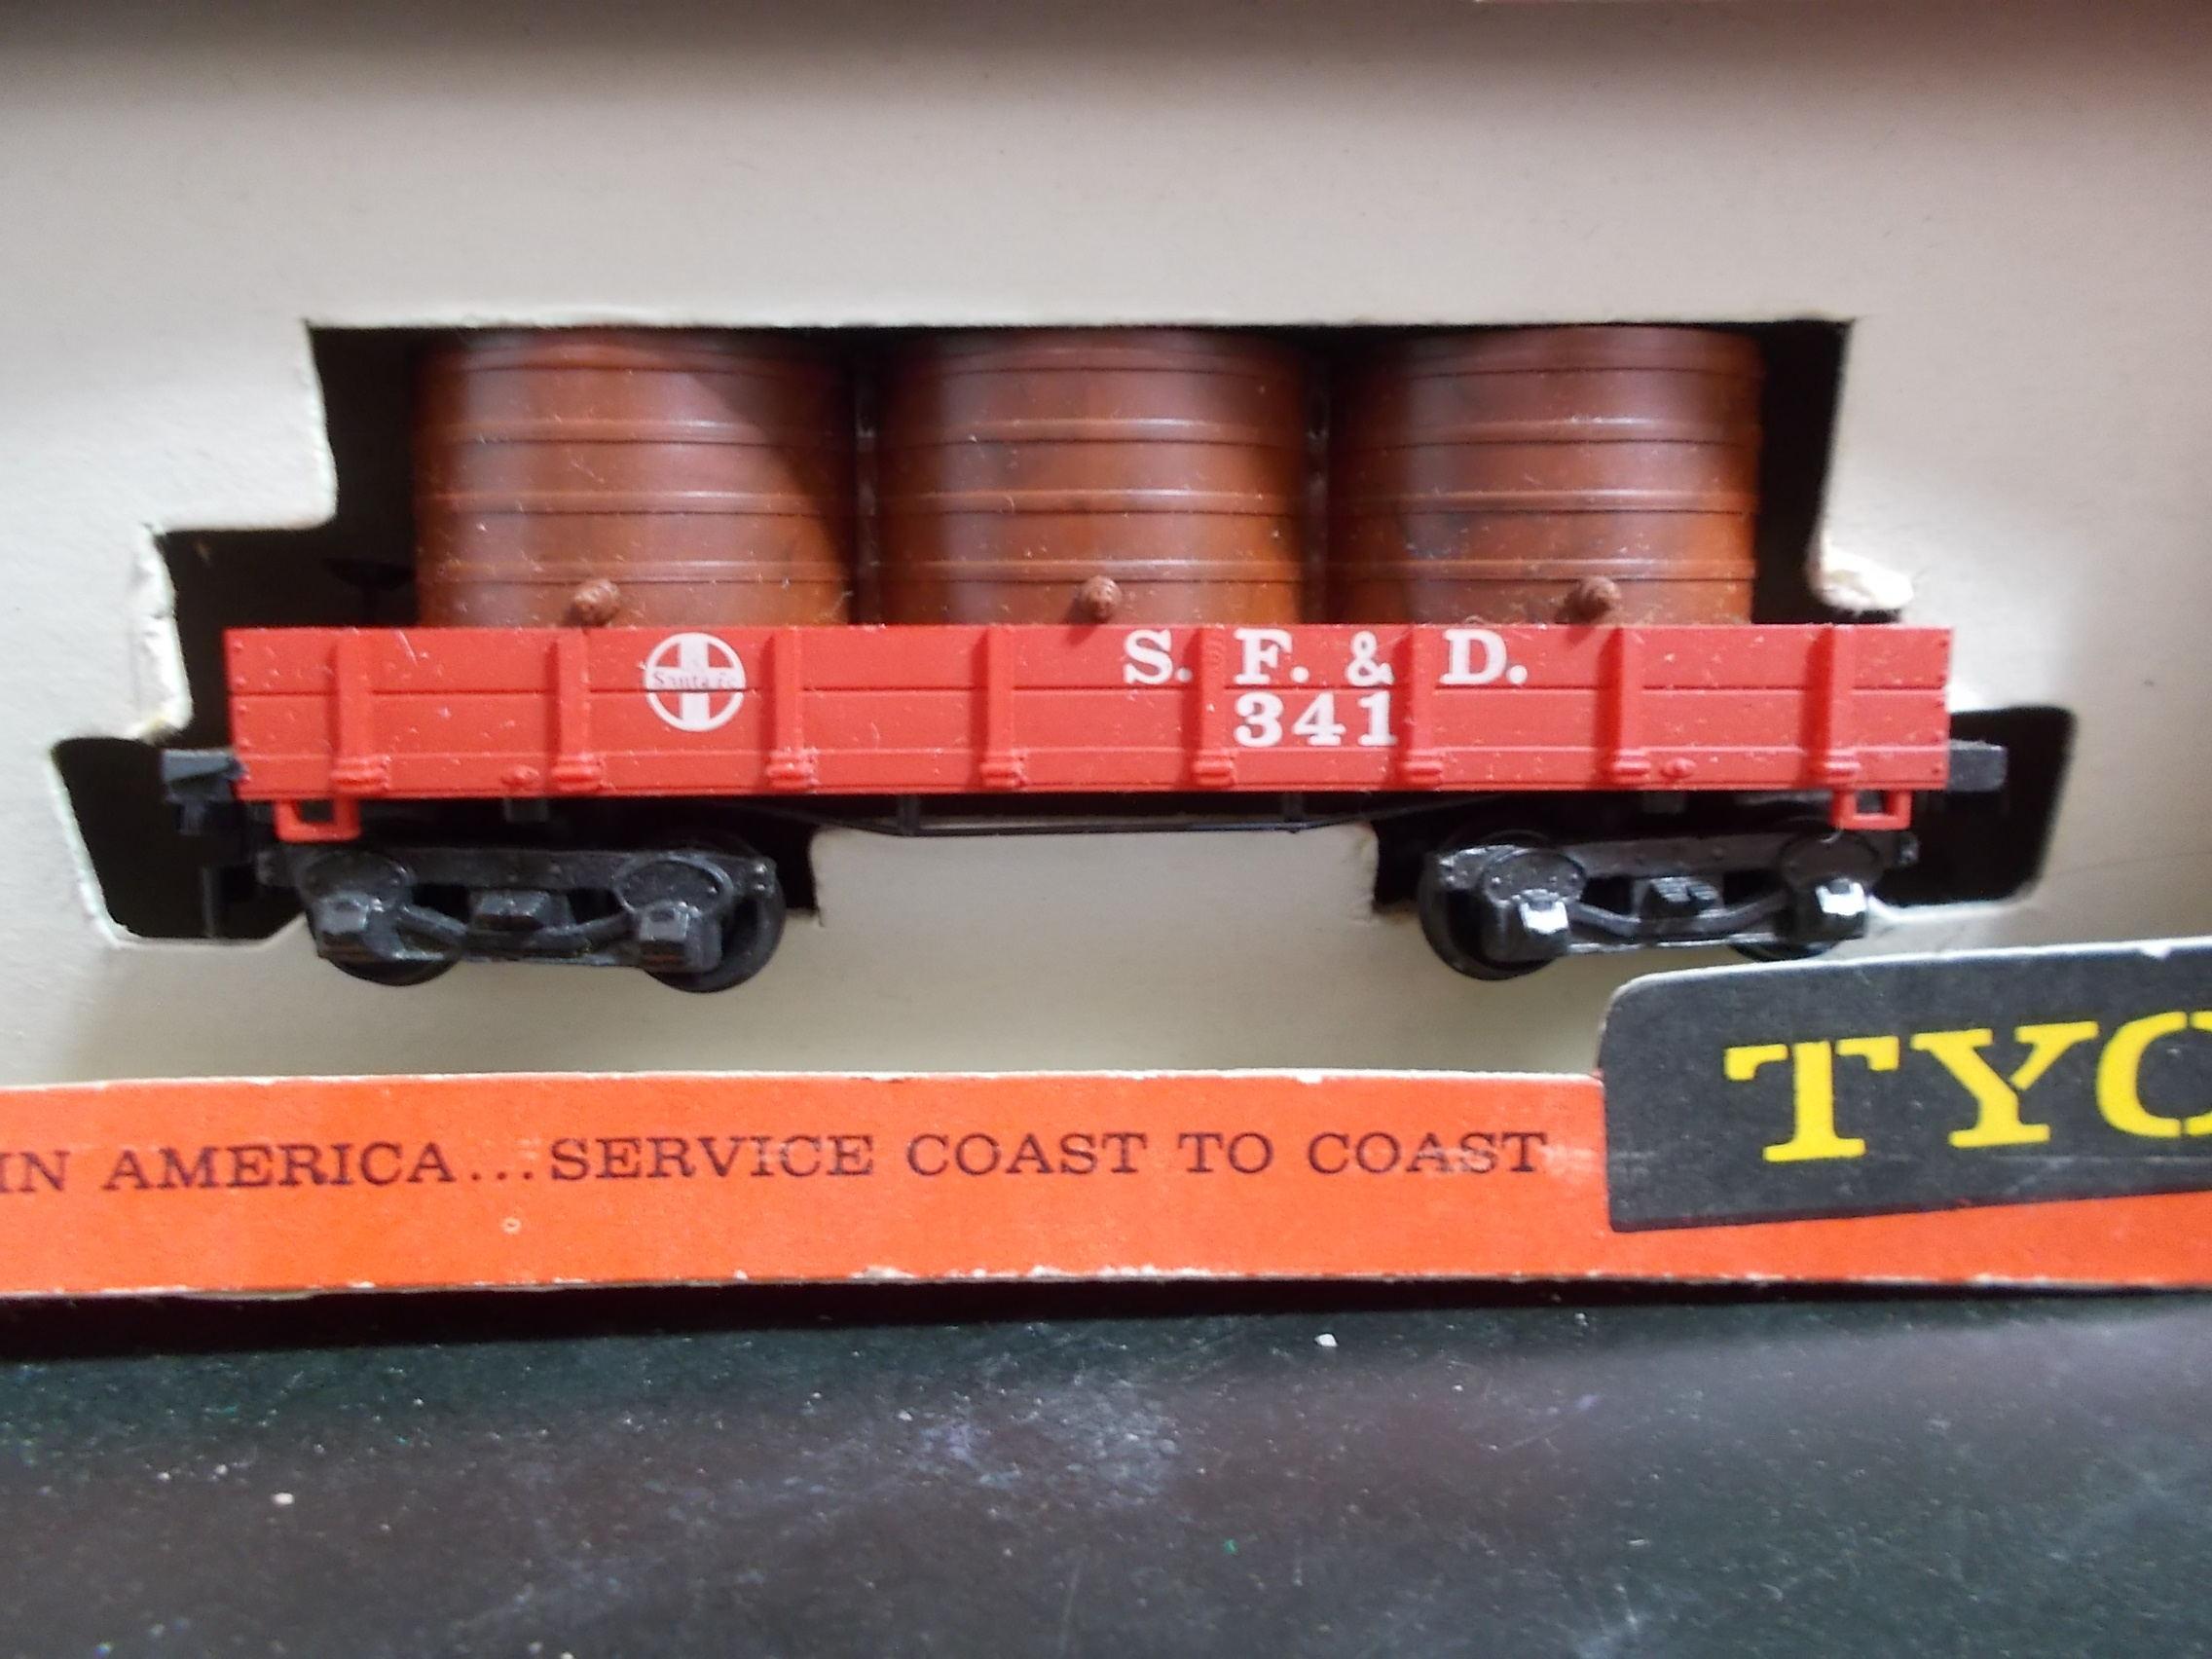 Santa Fe
S. F. & D.
341
IN AMERICA...SERVICE COAST TO COAST
TYC